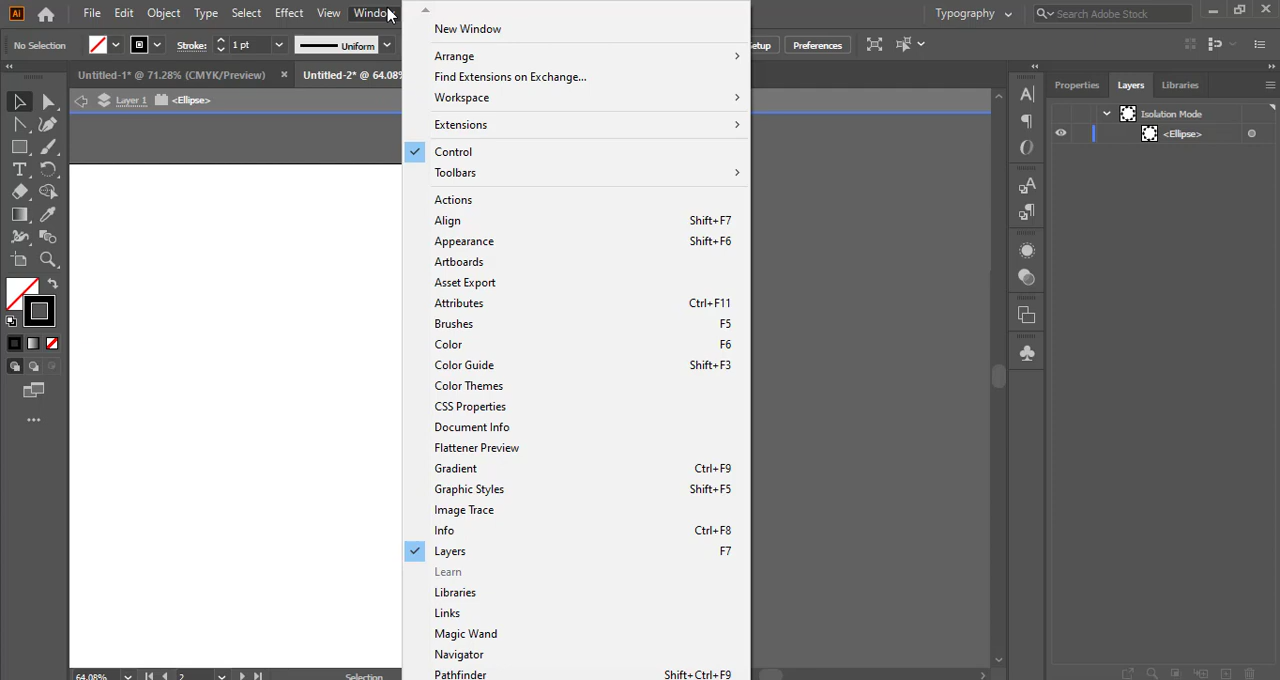 Ai File Edit Object Type Select Effect View Window
Typography
Search Adobe Stock
No Selection Stroke: 1 pt Uniform
Preferences
Untitled-1* @ 71.28% (CMYK/Preview) ×
Untitled-2* @ 64.08%
Layer 1 <Ellipse>
New Window
Arrange
Find Extensions on Exchange...
Workspace
Extensions
Control
Toolbars
Actions
Align Shift+F7
Appearance Shift+F6
Artboards
Asset Export
Attributes Ctrl+F11
Brushes F5
Color F6
Color Guide Shift+F3
Color Themes
CSS Properties
Document Info
Flattener Preview
Gradient Ctrl+F9
Graphic Styles Shift+F5
Image Trace
Info Ctrl+F8
Layers F7
Learn
Libraries
Links
Magic Wand
Navigator
Pathfinder Shift+Ctrl+F9
Properties Layers Libraries
Isolation Mode
<Ellipse>
64.08% 2 Selection